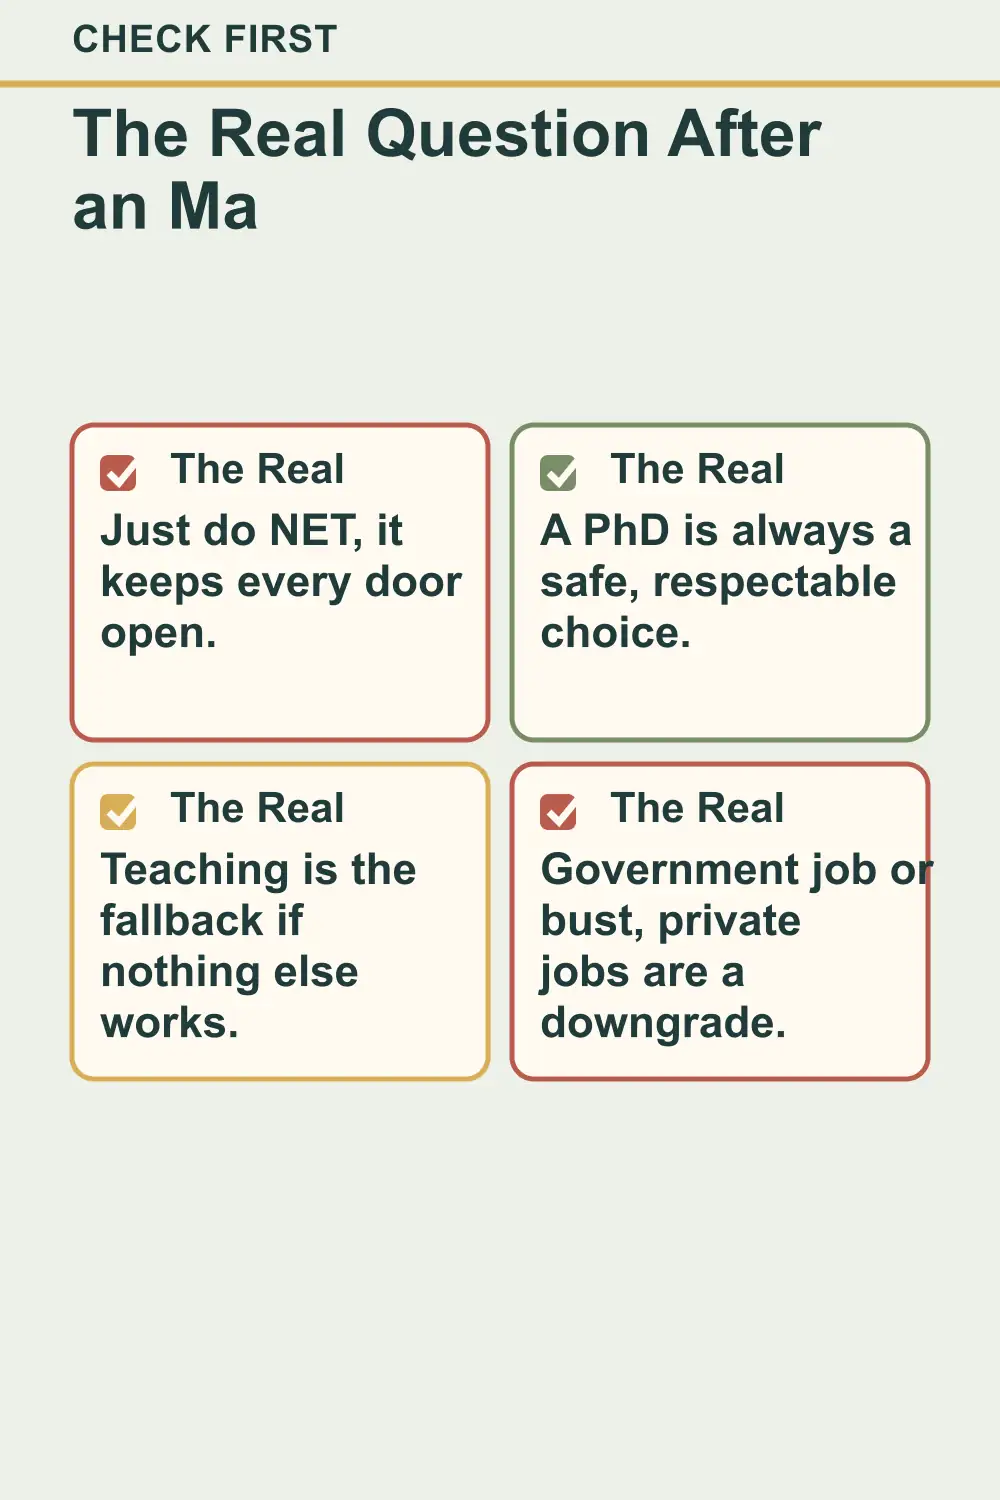 CHECK FIRST
The Real Question After
an Ma
The Real
Just do NET, it
keeps every door
open.
The Real
A PhD is always a
safe, respectable
choice.
The Real
Teaching is the
fallback if
nothing else
works.
The Real
Government job or
bust, private
jobs are a
downgrade.